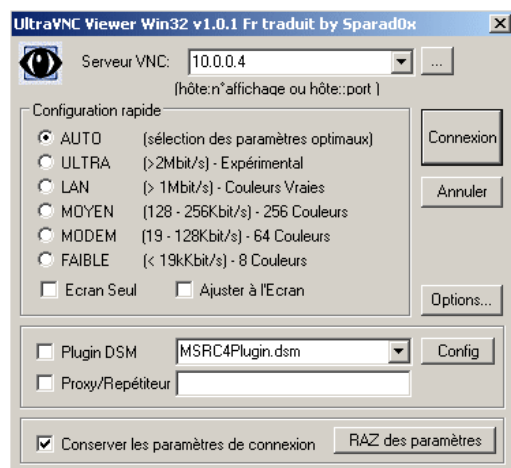 UltraVNC Viewer Win32 v1.0.1 Fr traduit by Sparad0x
Serveur VNC: 10.0.0.4 ...
(hôte:n°affichage ou hôte::port )
Configuration rapide
AUTO (sélection des paramètres optimaux) Connexion
ULTRA (>2Mbit/s) - Expérimental
LAN (> 1Mbit/s) - Couleurs Vraies Annuler
MOYEN (128 - 256Kbit/s) - 256 Couleurs
MODEM (19 - 128Kbit/s) - 64 Couleurs
FAIBLE (< 19kKbit/s) - 8 Couleurs
Ecran Seul Ajuster à l'Ecran Options...
Plugin DSM MSRC4Plugin.dsm Config
Proxy/Repétiteur
Conserver les paramètres de connexion RAZ des paramètres